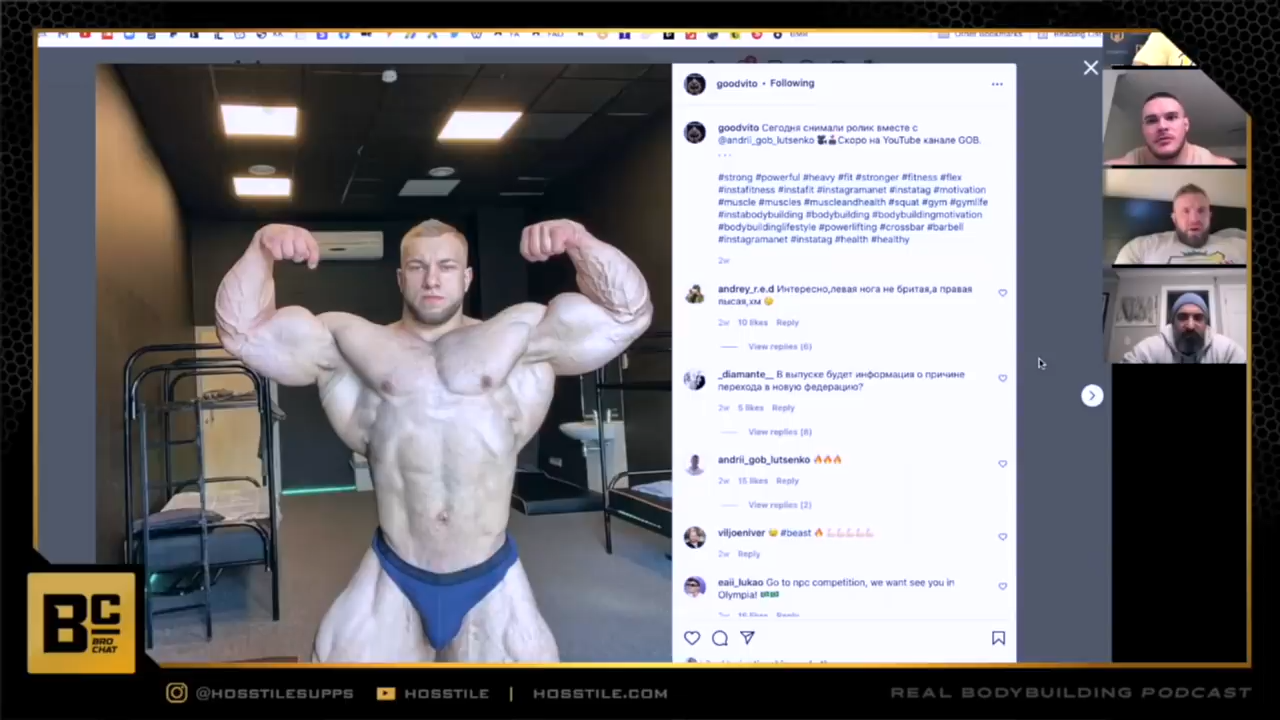 goodvito • Following
goodvito Сегодня снимали ролик вместе с
@andrii_gob_lutsenko 🎥💪Скоро на YouTube канале GOB.
. . .
#strong #powerful #heavy #fit #stronger #fitness #flex
#instafitness #instafit #instagramanet #instatag #motivation
#muscle #muscles #muscleandhealth #squat #gym #gymlife
#instabodybuilding #bodybuilding #bodybuildingmotivation
#bodybuildinglifestyle #powerlifting #crossbar #barbell
#instagramanet #instatag #health #healthy
2w
andrey_r.e.d Интересно,левая нога не бритая,а правая
лысая,хм
2w 10 likes Reply
View replies (6)
_diamante__ В выпуске будет информация о причине
перехода в новую федерацию?
2w 5 likes Reply
View replies (8)
andrii_gob_lutsenko 🔥🔥🔥
2w 15 likes Reply
View replies (2)
viljoeniver #beast 🔥 💪💪💪💪💪
2w Reply
eaii_lukao Go to npc competition, we want see you in
Olympia!
Other Bookmarks
Reading List
BC
BRO
CHAT
@HOSSTILESUPPS HOSSTILE | HOSSTILE.COM
REAL BODYBUILDING PODCAST